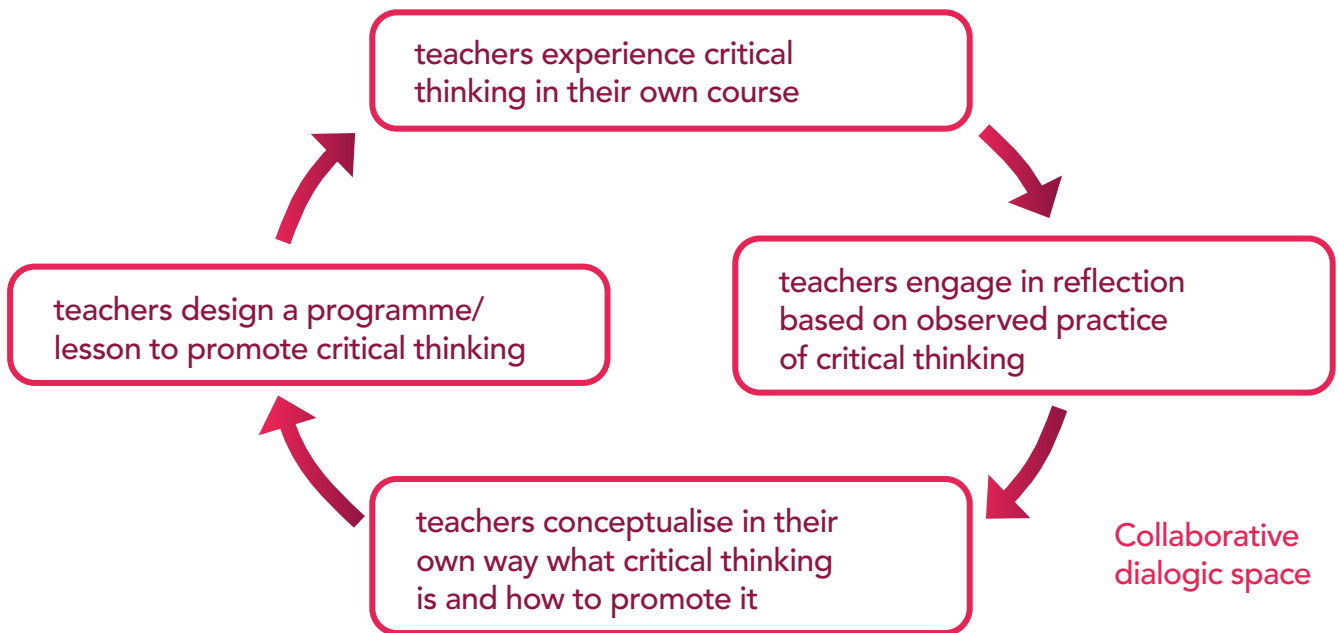 teachers experience critical
thinking in their own course
teachers engage in reflection
based on observed practice
of critical thinking
teachers conceptualise in their
own way what critical thinking
is and how to promote it
teachers design a programme/
lesson to promote critical thinking
Collaborative
dialogic space